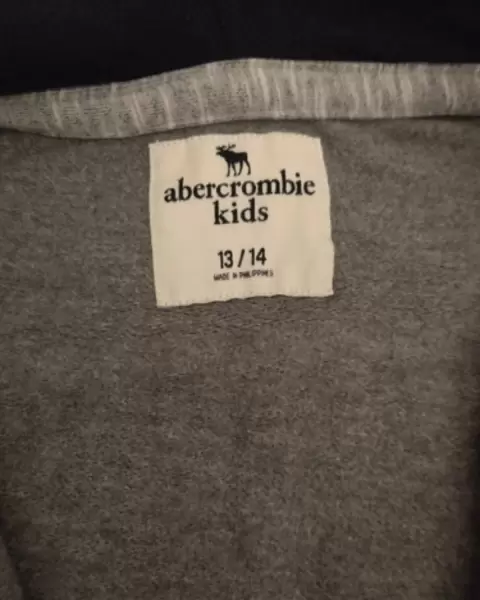 abercrombie
kids
13 / 14
MADE IN PHILIPPINES